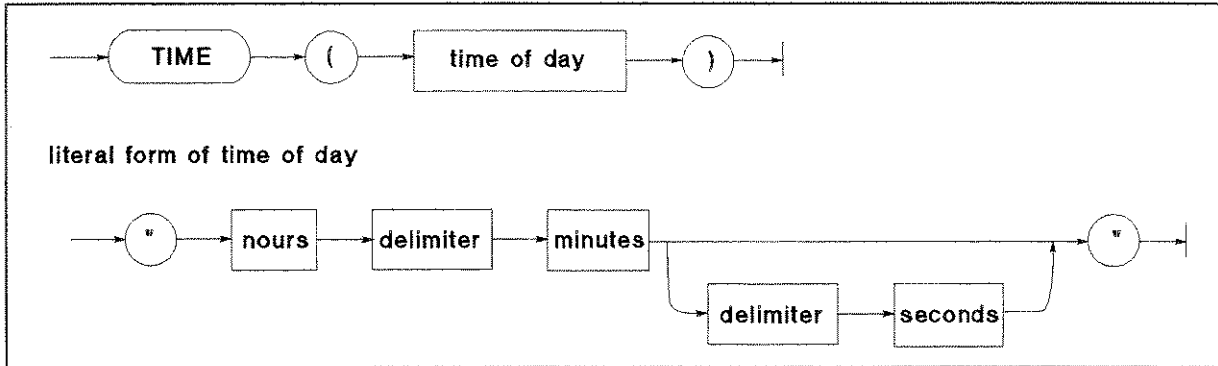 TIME ( time of day )
literal form of time of day
" nours delimiter minutes "
delimiter seconds